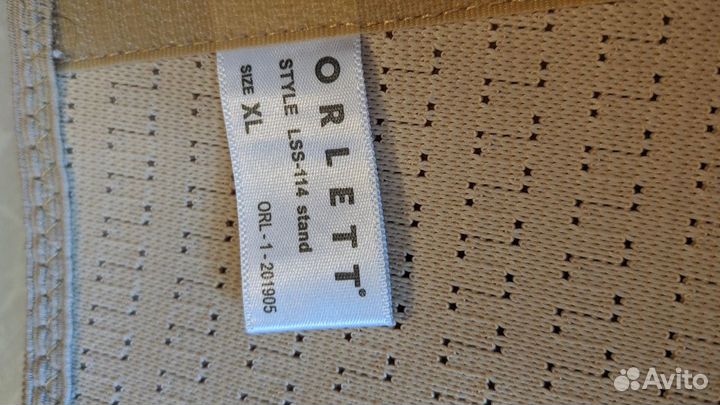 ORLETT®
STYLE LSS-114 stand
SIZE XL
ORL - 1 - 201905
Avito